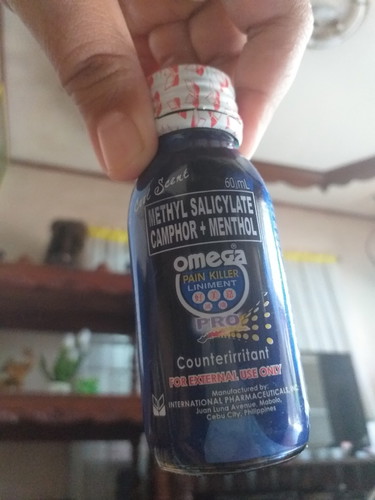 Scent
60mL
METHYL SALICYLATE
CAMPHOR + MENTHOL
omega
PAIN KILLER
LINIMENT
PRO
Counterirritant
FOR EXTERNAL USE ONLY
Manufactured by:
INTERNATIONAL PHARMACEUTICALS, INC.
Juan Luna Avenue, Mabolo,
Cebu City, Philippines